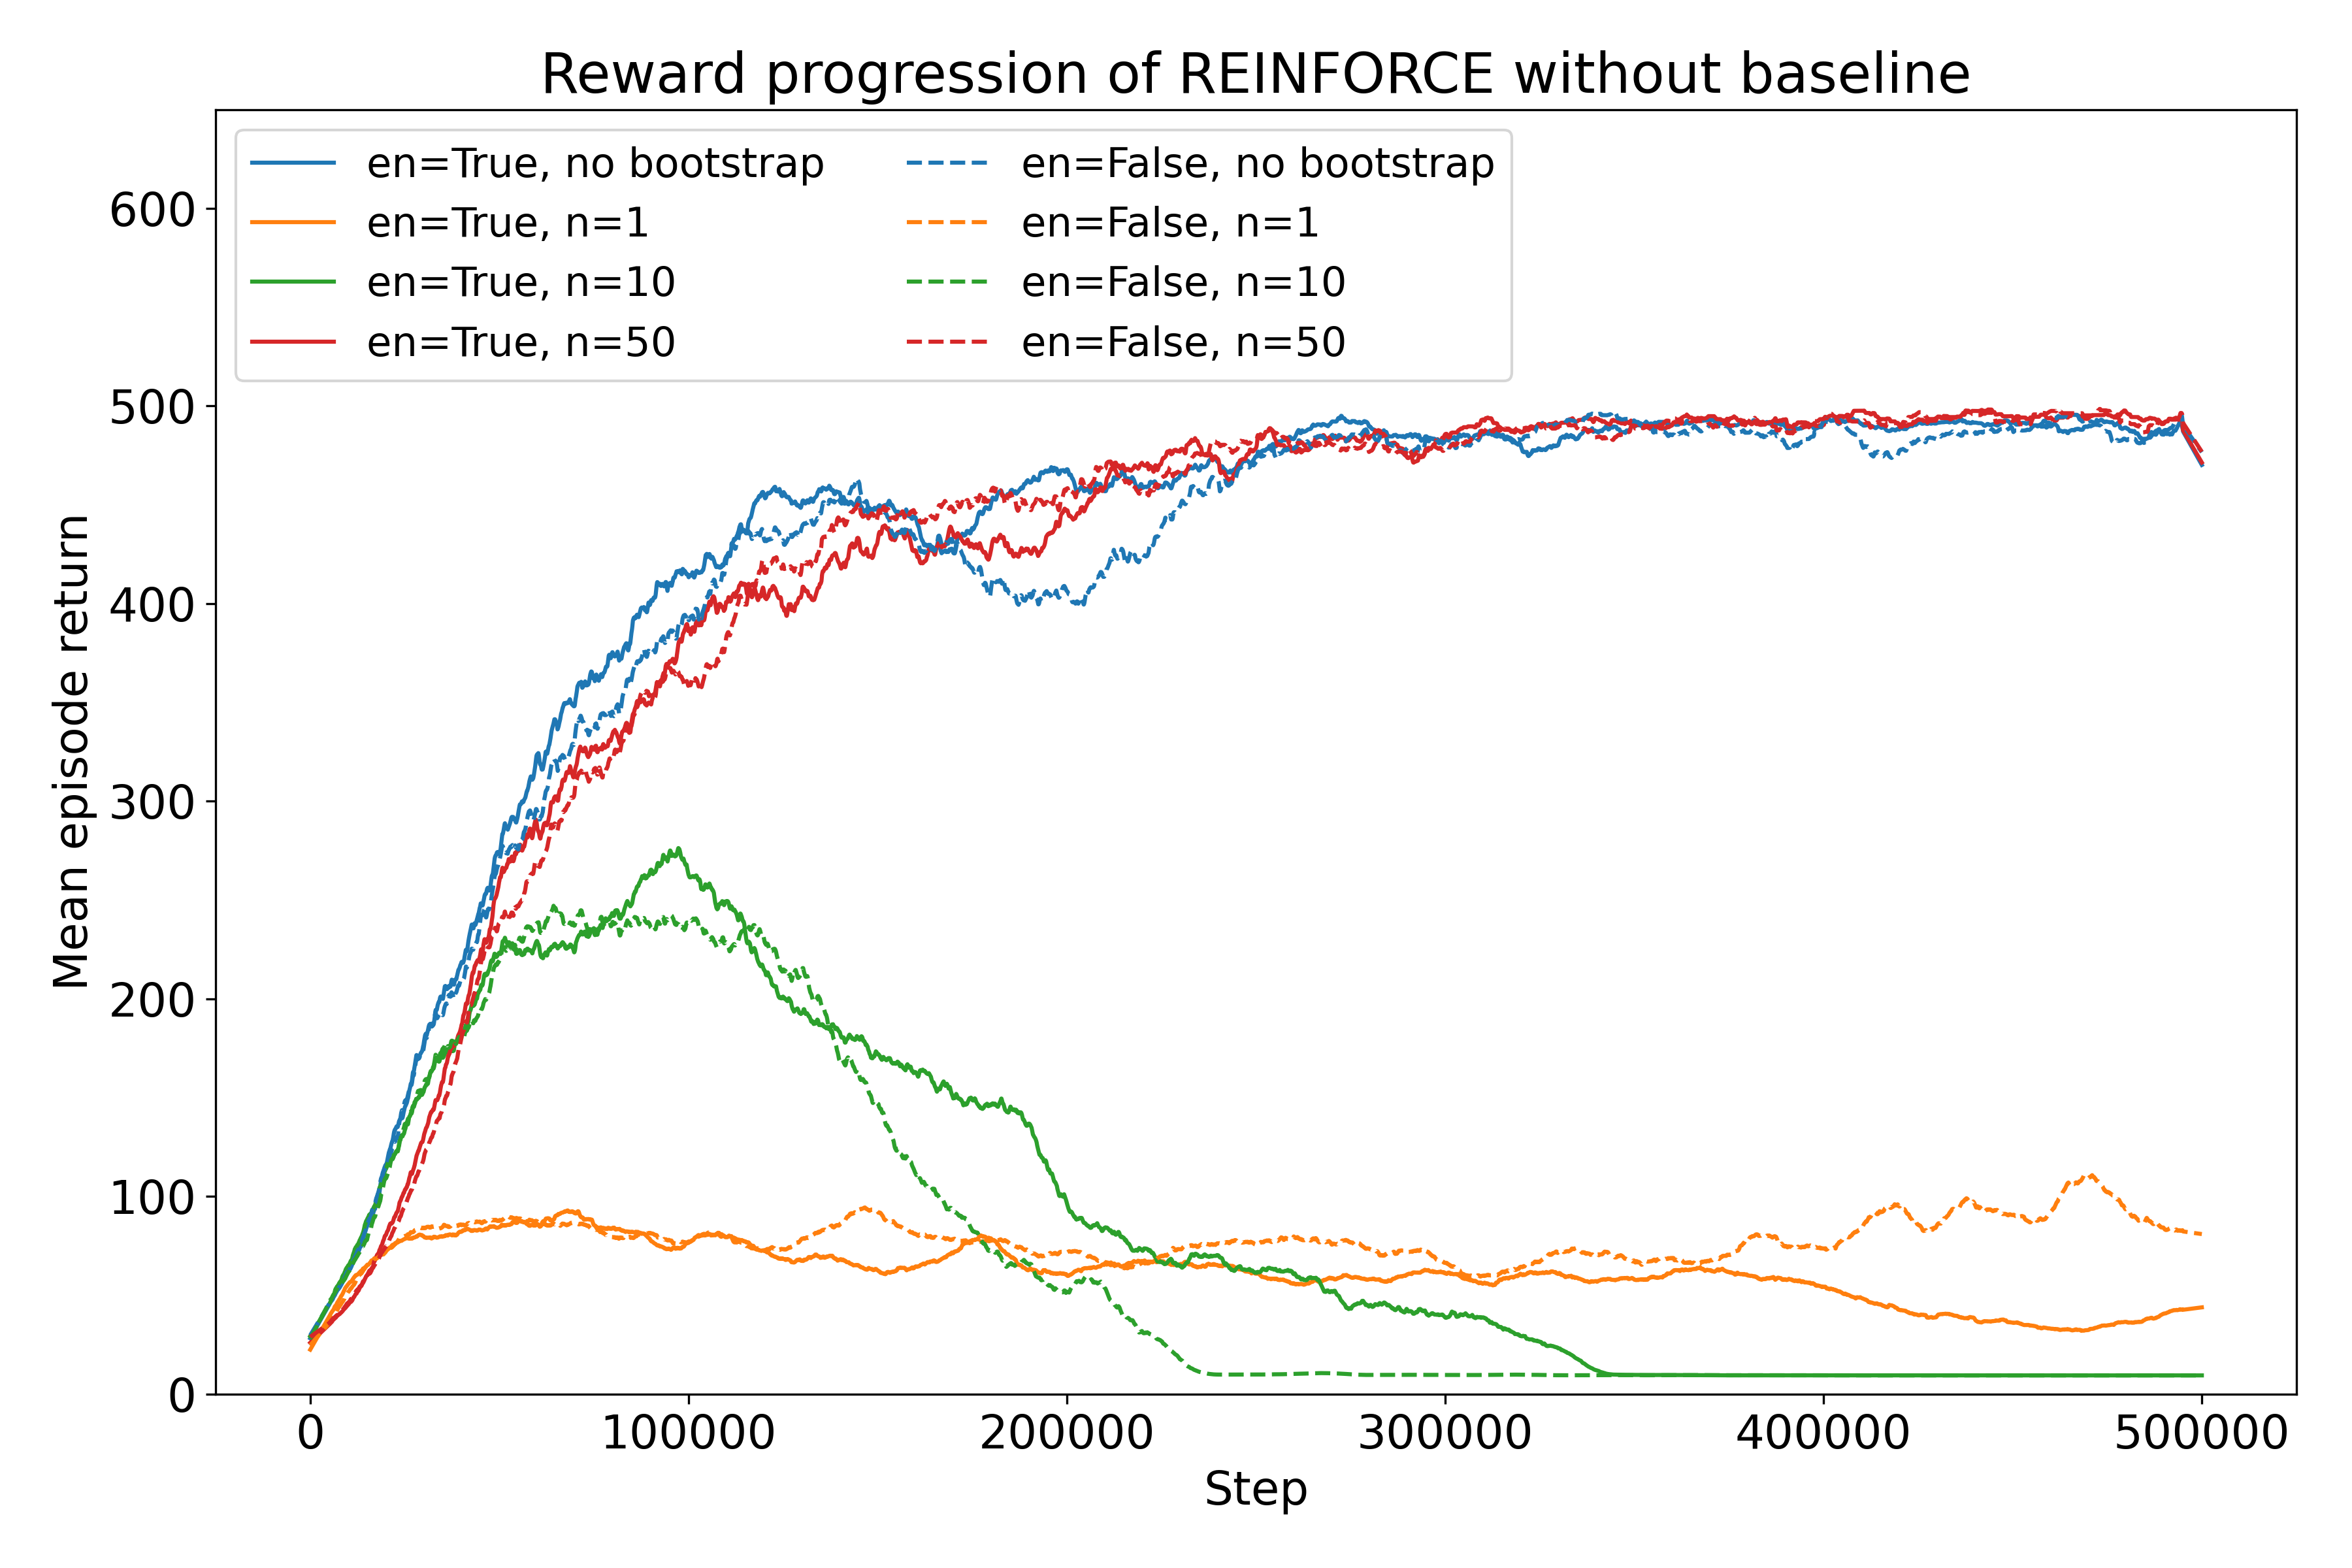 Reward progression of REINFORCE without baseline
en=True, no bootstrap
en=True, n=1
en=True, n=10
en=True, n=50
en=False, no bootstrap
en=False, n=1
en=False, n=10
en=False, n=50
Mean episode return
600
500
400
300
200
100
0
0 100000 200000 300000 400000 500000
Step